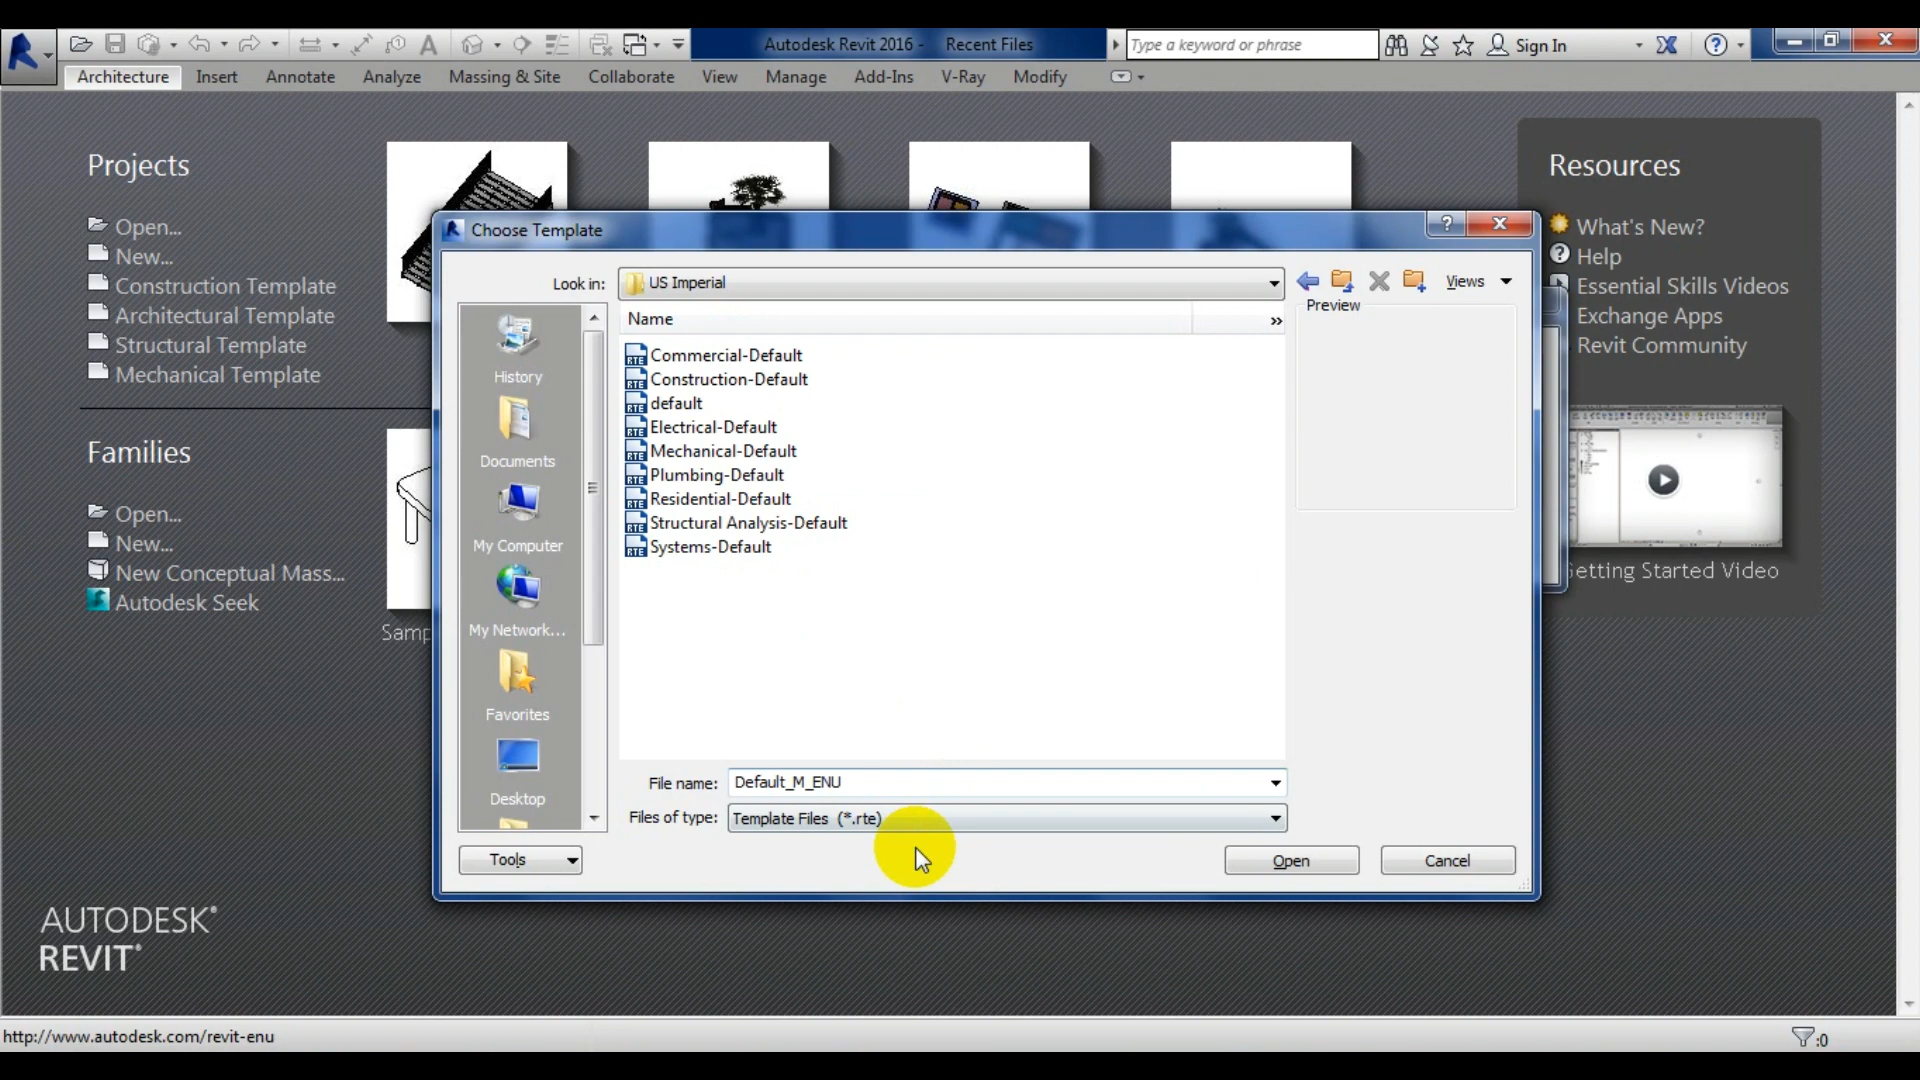 Autodesk Revit 2016 - Recent Files
Type a keyword or phrase
Sign In
Architecture Insert Annotate Analyze Massing & Site Collaborate View Manage Add-Ins V-Ray Modify
Projects
Open...
New...
Construction Template
Architectural Template
Structural Template
Mechanical Template
Families
Open...
New...
New Conceptual Mass...
Autodesk Seek
Samp
AUTODESK®
REVIT®
Choose Template
Look in: US Imperial
Views
Name
»
Preview
Commercial-Default
Construction-Default
default
Electrical-Default
Mechanical-Default
Plumbing-Default
Residential-Default
Structural Analysis-Default
Systems-Default
History
Documents
My Computer
My Network...
Favorites
Desktop
File name: Default_M_ENU
Files of type: Template Files (*.rte)
Tools
Open
Cancel
Resources
What's New?
Help
Essential Skills Videos
Exchange Apps
Revit Community
Getting Started Video
http://www.autodesk.com/revit-enu
:0